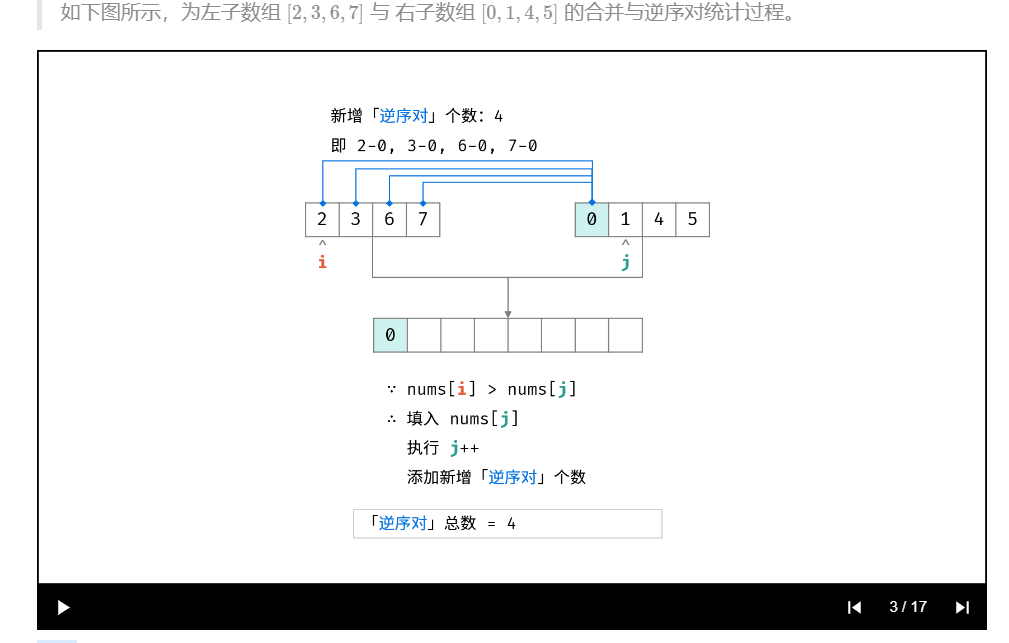 如下图所示，为左子数组 [2, 3, 6, 7] 与 右子数组 [0, 1, 4, 5] 的合并与逆序对统计过程。
新增「逆序对」个数：4
即 2-0, 3-0, 6-0, 7-0
2 3 6 7 0 1 4 5
^ ^
i j
0
∵ nums[i] > nums[j]
∴ 填入 nums[j]
执行 j++
添加新增「逆序对」个数
「逆序对」总数 = 4
3 / 17